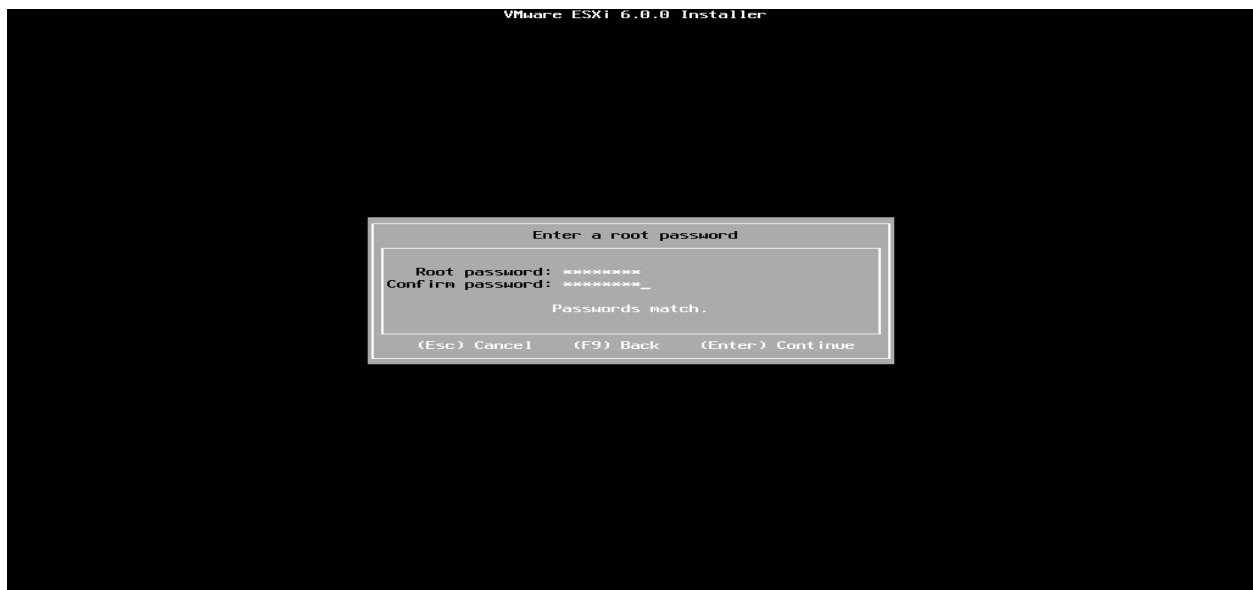 VMware ESXi 6.0.0 Installer
Enter a root password
Root password: ********
Confirm password: ********_
Passwords match.
(Esc) Cancel (F9) Back (Enter) Continue